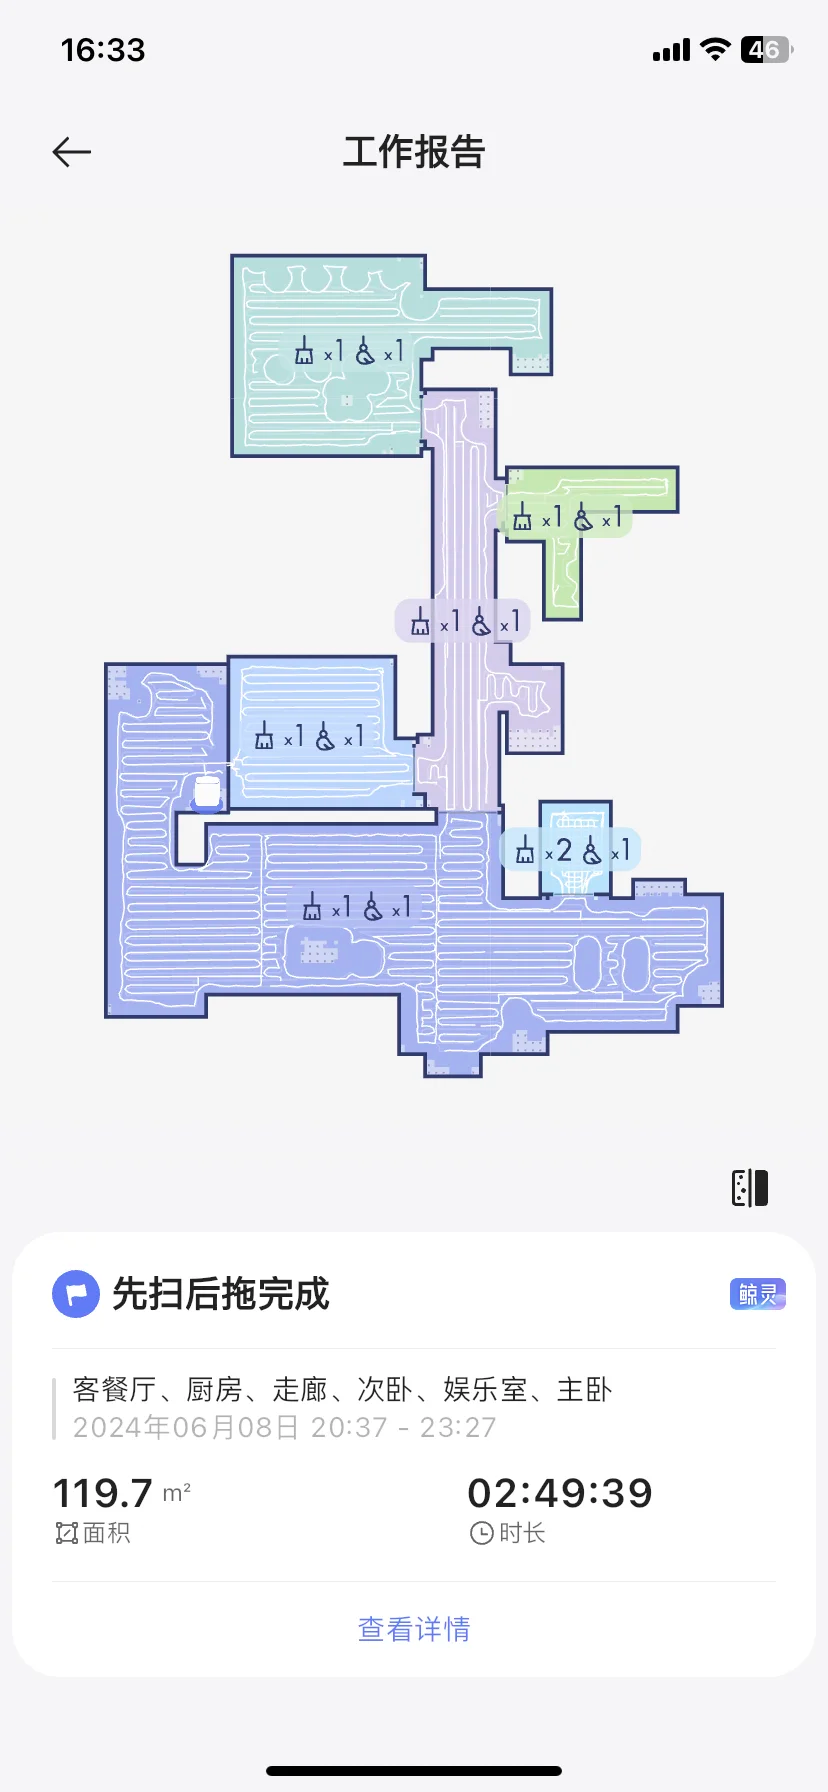 16:33
46
工作报告
×1 ×1
×1 ×1
×1 ×1
×1 ×1
×2 ×1
×1 ×1
先扫后拖完成
鲸灵
客餐厅、厨房、走廊、次卧、娱乐室、主卧
2024年06月08日 20:37 - 23:27
119.7 m²
02:49:39
面积
时长
查看详情